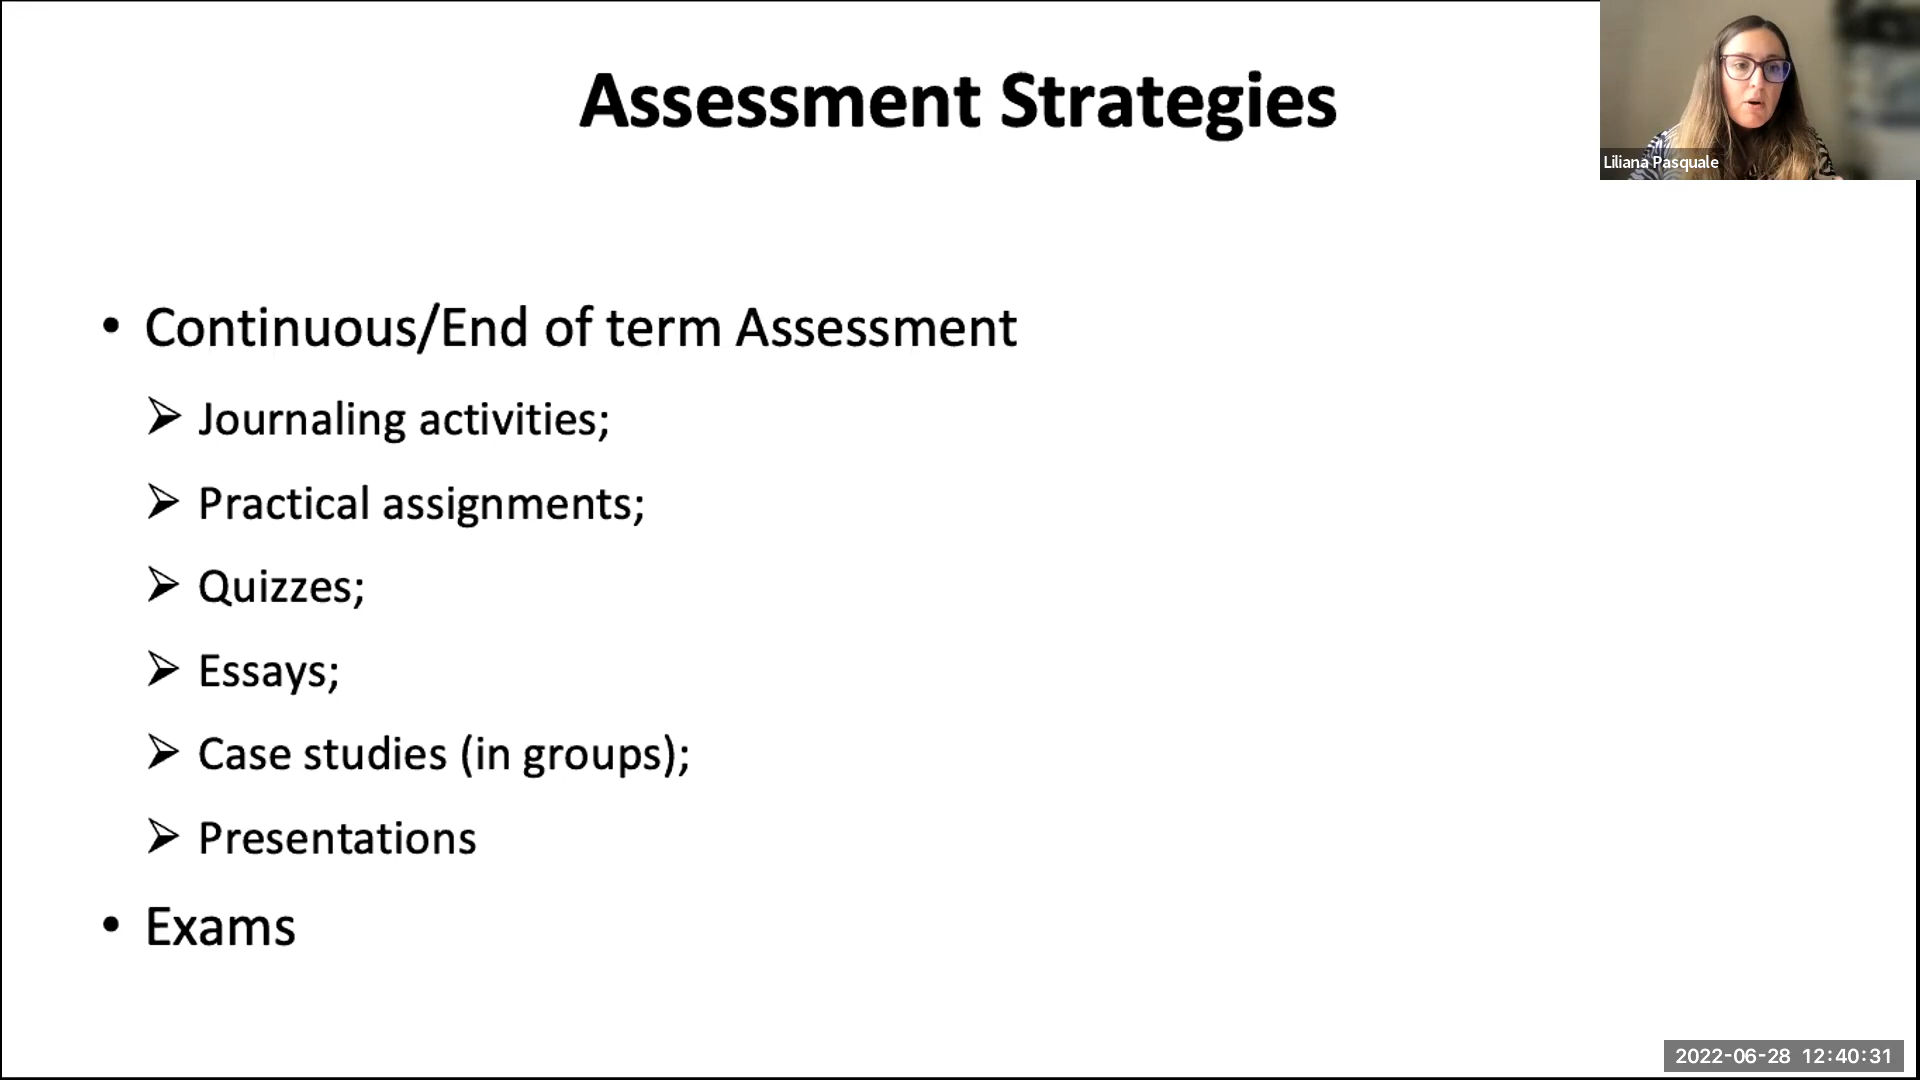 Assessment Strategies
Liliana Pasquale
• Continuous/End of term Assessment
➢ Journaling activities;
➢ Practical assignments;
➢ Quizzes;
➢ Essays;
➢ Case studies (in groups);
➢ Presentations
• Exams
2022-06-28 12:40:31